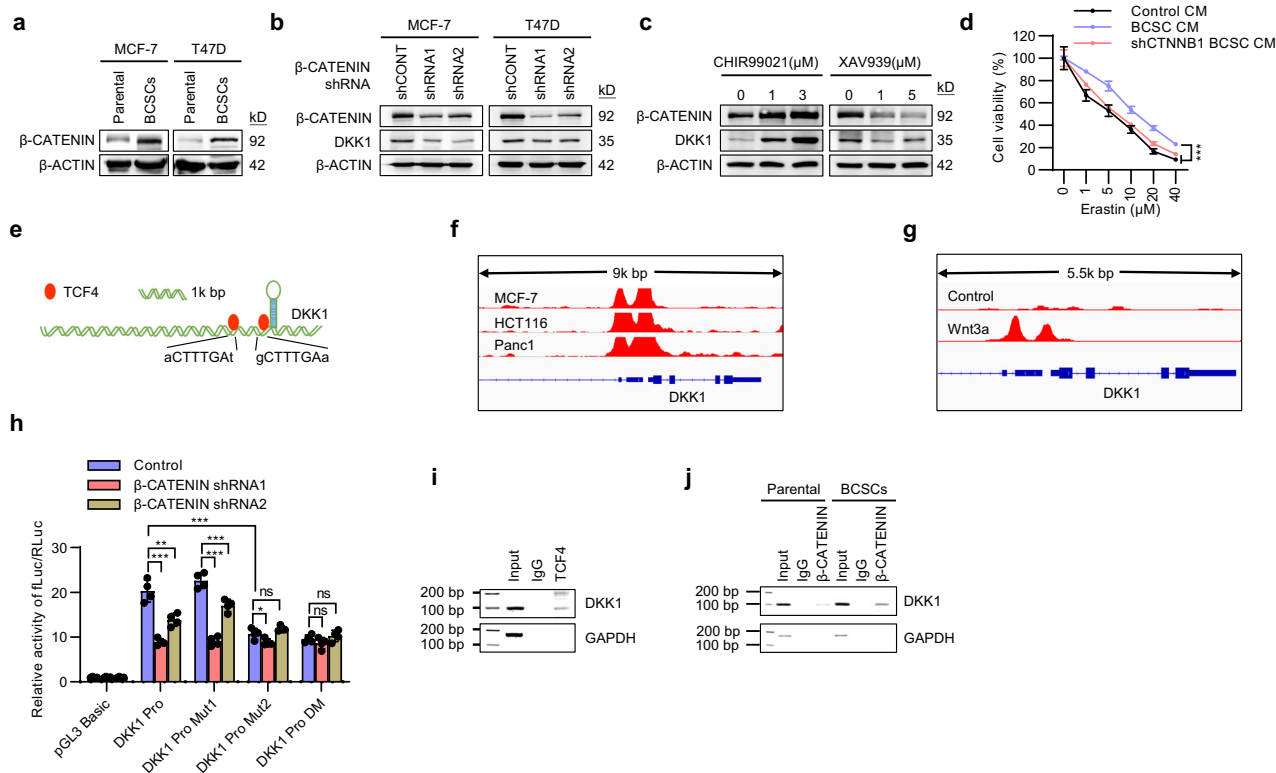 a
MCF-7 T47D
Parental BCSCs Parental BCSCs
kD
β-CATENIN 92
β-ACTIN 42
b
MCF-7 T47D
β-CATENIN shRNA
shCONT shRNA1 shRNA2 shCONT shRNA1 shRNA2
kD
β-CATENIN 92
DKK1 35
β-ACTIN 42
c
CHIR99021(μM) XAV939(μM)
0 1 3 0 1 5 kD
β-CATENIN 92
DKK1 35
β-ACTIN 42
d
Control CM
BCSC CM
shCTNNB1 BCSC CM
Cell viability (%)
120
100
80
60
40
20
0
***
0 1 5 10 20 40
Erastin (μM)
e
TCF4 1k bp
DKK1
aCTTTGAt gCTTTGAa
f
9k bp
MCF-7
HCT116
Panc1
DKK1
g
5.5k bp
Control
Wnt3a
DKK1
h
Control
β-CATENIN shRNA1
β-CATENIN shRNA2
Relative activity of fLuc/RLuc
30
20
10
0
***
** ***
*** ***
ns *
ns ns
pGL3 Basic
DKK1 Pro
DKK1 Pro Mut1
DKK1 Pro Mut2
DKK1 Pro DM
i
Input IgG TCF4
200 bp
100 bp
DKK1
200 bp
100 bp
GAPDH
j
Parental BCSCs
Input IgG β-CATENIN Input IgG β-CATENIN
200 bp
100 bp
DKK1
200 bp
100 bp
GAPDH